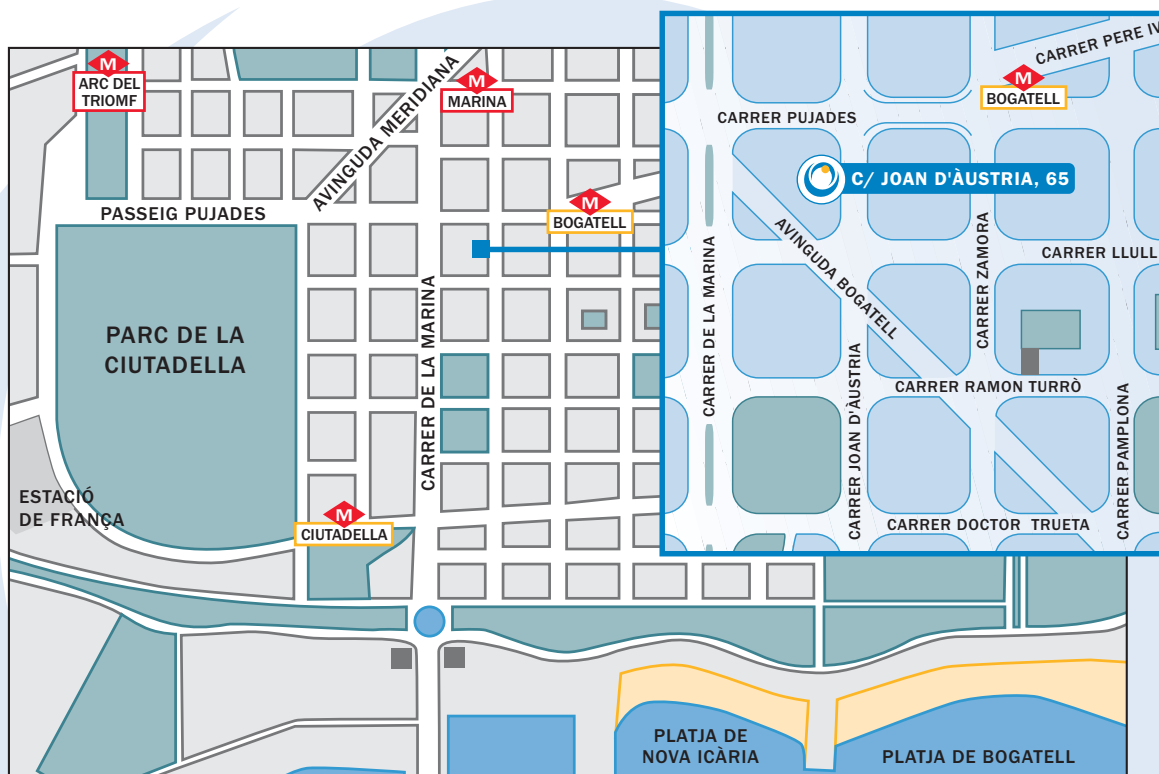 M
ARC DEL
TRIOMF
AVINGUDA MERIDIANA
M
MARINA
PASSEIG PUJADES
M
BOGATELL
PARC DE LA
CIUTADELLA
CARRER DE LA MARINA
ESTACIÓ
DE FRANÇA
M
CIUTADELLA
PLATJA DE
NOVA ICÀRIA
PLATJA DE BOGATELL
CARRER PERE IV
M
BOGATELL
CARRER PUJADES
C/ JOAN D'ÀUSTRIA, 65
AVINGUDA BOGATELL
CARRER ZAMORA
CARRER LLULL
CARRER DE LA MARINA
CARRER JOAN D'ÀUSTRIA
CARRER RAMON TURRÒ
CARRER PAMPLONA
CARRER DOCTOR TRUETA